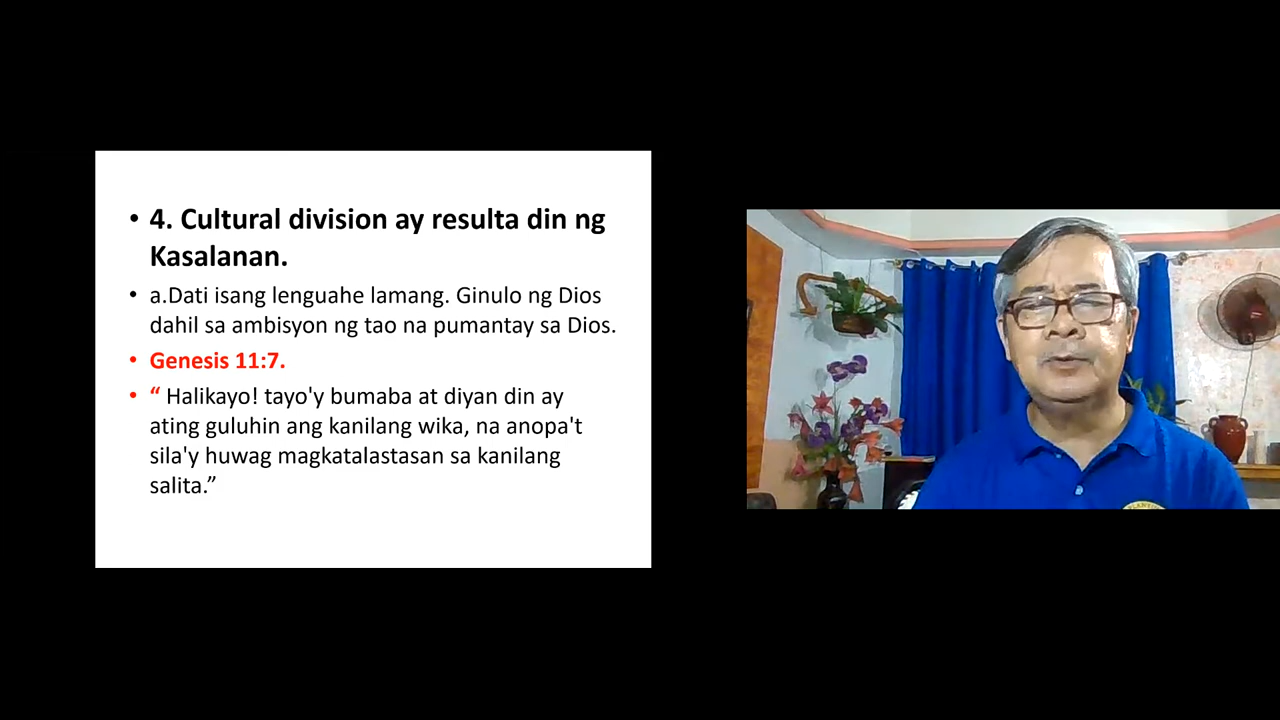 • 4. Cultural division ay resulta din ng
Kasalanan.
• a.Dati isang lenguahe lamang. Ginulo ng Dios
dahil sa ambisyon ng tao na pumantay sa Dios.
• Genesis 11:7.
• “ Halikayo! tayo'y bumaba at diyan din ay
ating guluhin ang kanilang wika, na anopa't
sila'y huwag magkatalastasan sa kanilang
salita.”